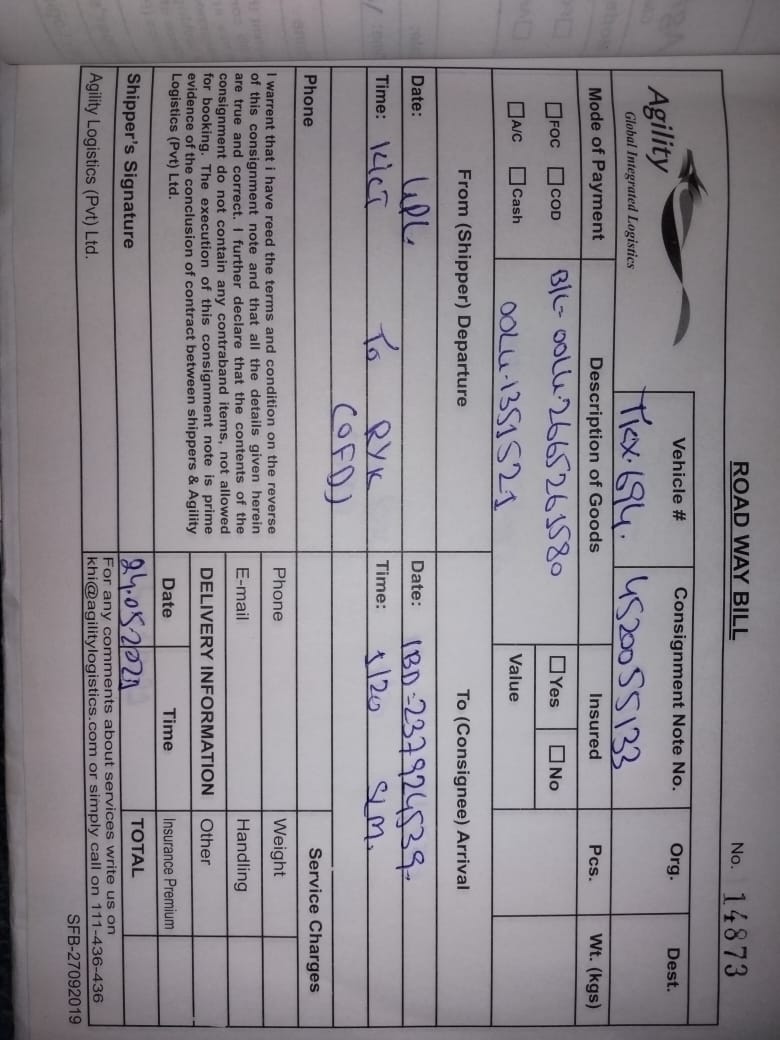 ROAD WAY BILL
No. 14873
Agility
Global Integrated Logistics
Vehicle # Consignment Note No. Org. Dest.
TKX.694. 4520055133
Mode of Payment Description of Goods Insured Pcs. Wt. (kgs)
FOC COD B/L- OOLU-2665261580 Yes No
A/C Cash OOLU-1351521 Value
From (Shipper) Departure To (Consignee) Arrival
Date: UPL Date: IBD-237924539.
Time: KICT To RYK Time: 1/20 SLM.
(OFD)
Phone Service Charges
I warrent that i have reed the terms and condition on the reverse
of this consignment note and that all the details given herein
are true and correct. I further declare that the contents of the
consignment do not contain any contraband items, not allowed
for booking. The execution of this consignment note is prime
evidence of the conclusion of contract between shippers & Agility
Logistics (Pvt) Ltd.
Phone Weight
E-mail Handling
DELIVERY INFORMATION Other
Date Time Insurance Premium
Shipper's Signature 24.05.2021 TOTAL
Agility Logistics (Pvt) Ltd.
For any comments about services write us on
khi@agilitylogistics.com or simply call on 111-436-436
SFB-27092019